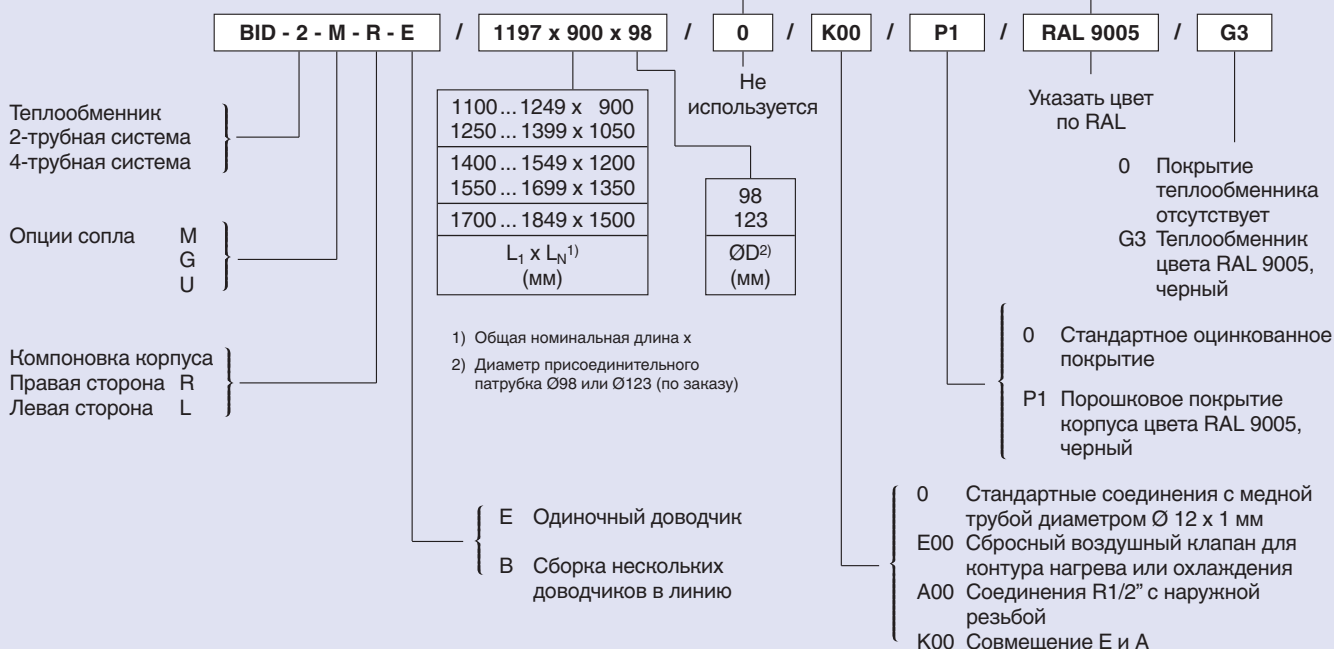 BID - 2 - M - R - E / 1197 x 900 x 98 / 0 / K00 / P1 / RAL 9005 / G3
Теплообменник
2-трубная система
4-трубная система
Опции сопла M
G
U
Компоновка корпуса
Правая сторона R
Левая сторона L
1100 ... 1249 x 900
1250 ... 1399 x 1050
1400 ... 1549 x 1200
1550 ... 1699 x 1350
1700 ... 1849 x 1500
L1 x LN1)
(мм)
98
123
ØD2)
(мм)
1) Общая номинальная длина x
2) Диаметр присоединительного
патрубка Ø98 или Ø123 (по заказу)
Не
используется
Указать цвет
по RAL
0 Покрытие
теплообменника
отсутствует
G3 Теплообменник
цвета RAL 9005,
черный
0 Стандартное оцинкованное
покрытие
P1 Порошковое покрытие
корпуса цвета RAL 9005,
черный
E Одиночный доводчик
B Сборка нескольких
доводчиков в линию
0 Стандартные соединения с медной
трубой диаметром Ø 12 x 1 мм
E00 Сбросный воздушный клапан для
контура нагрева или охлаждения
A00 Соединения R1/2” с наружной
резьбой
K00 Совмещение E и A